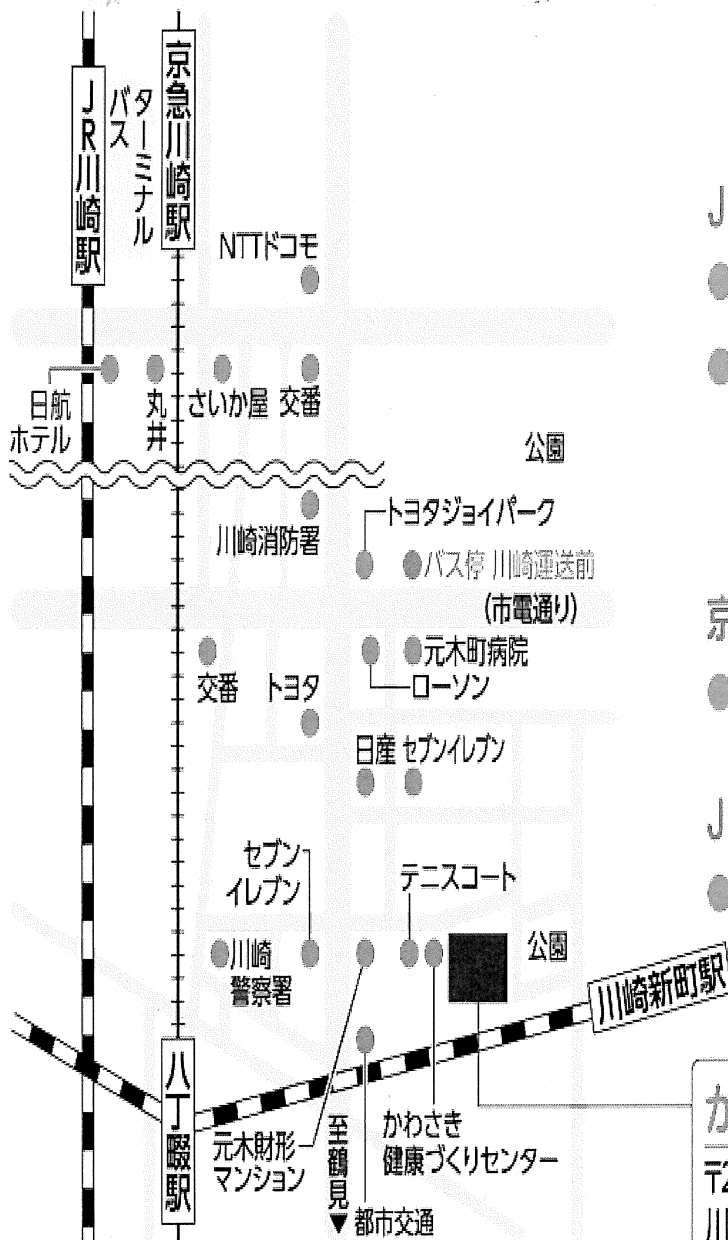 JR川崎駅
バス
ターミナル
京急川崎駅
NTTドコモ
日航
ホテル
丸井
さいか屋
交番
公園
川崎消防署
トヨタジョイパーク
バス停 川崎運送前
(市電通り)
交番
トヨタ
元木町病院
ローソン
日産
セブンイレブン
セブン
イレブン
テニスコート
川崎
警察署
公園
川崎新町駅
八丁畷駅
元木財形
マンション
至鶴見
▼
都市交通
かわさき
健康づくりセンター
J
京
J
か
〒2
川